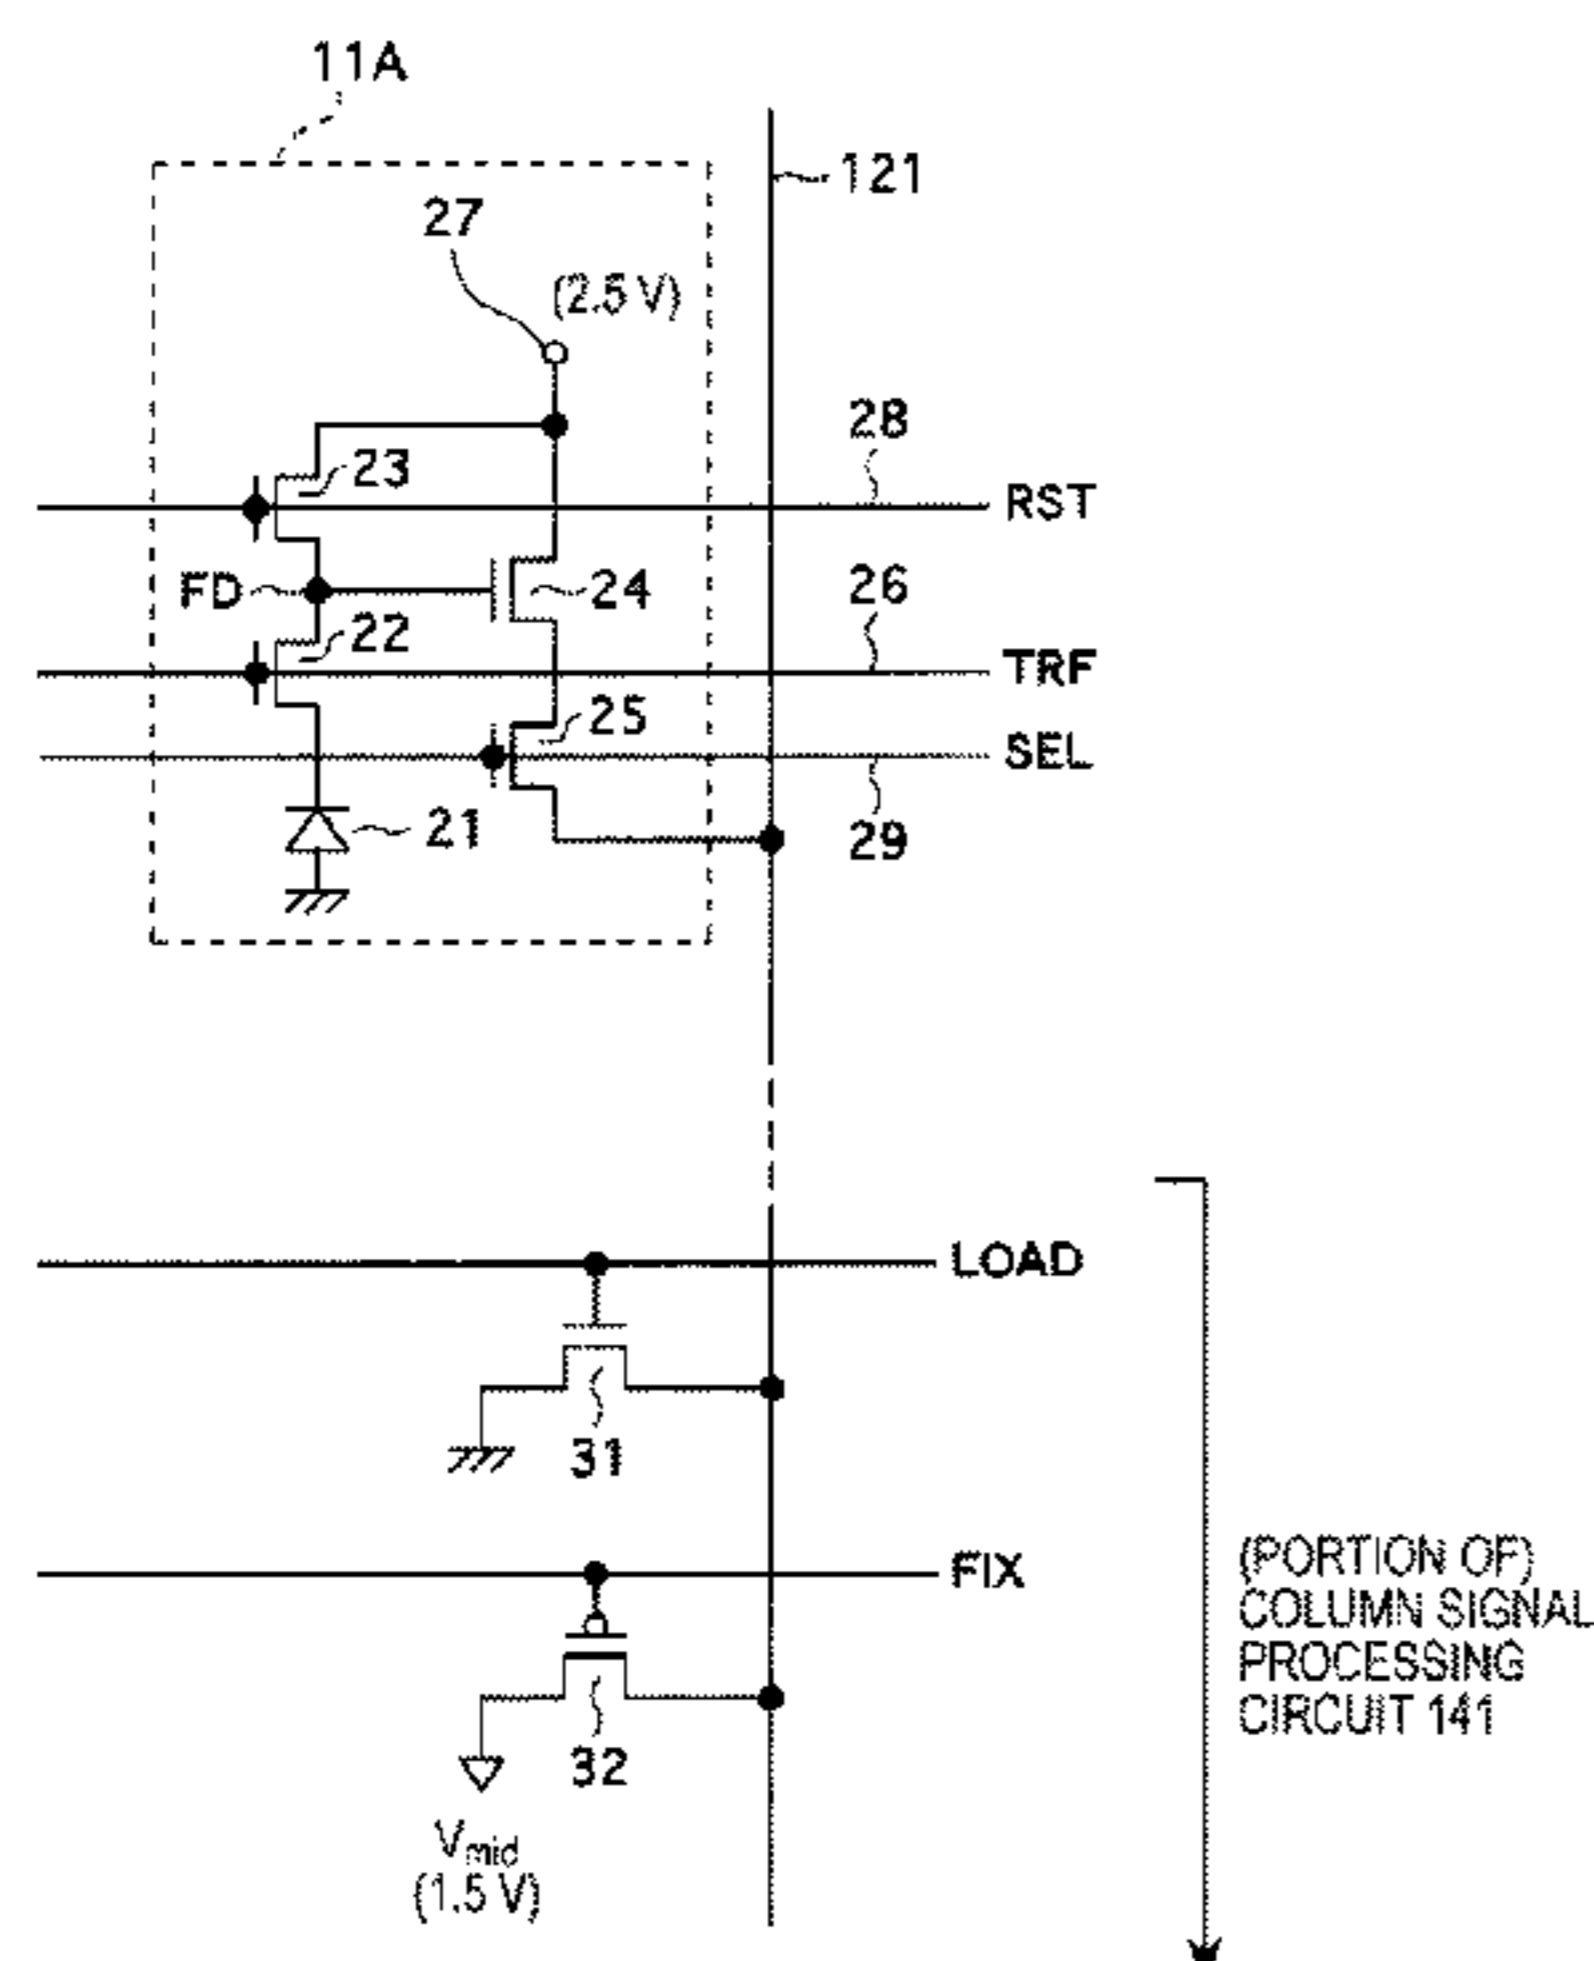 11A
121
27
(2.5 V)
28
23
RST
FD
24
26
22
TRF
25
SEL
21
29
LOAD
31
FIX
(PORTION OF)
COLUMN SIGNAL
PROCESSING
CIRCUIT 141
32
Vmid
(1.5 V)